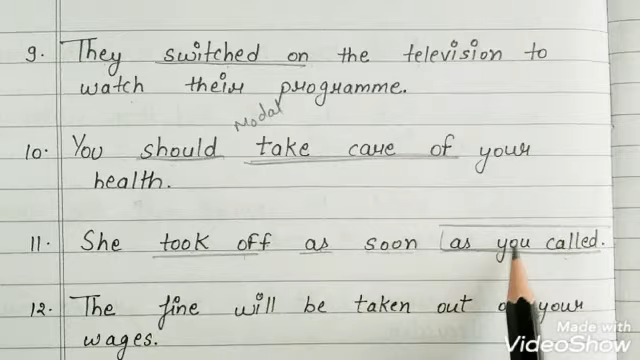 9. They switched on the television to
watch their programme.
Modal
10. You should take care of your
health.
11. She took off as soon as you called.
12. The fine will be taken out your
wages.
Made with
VideoShow